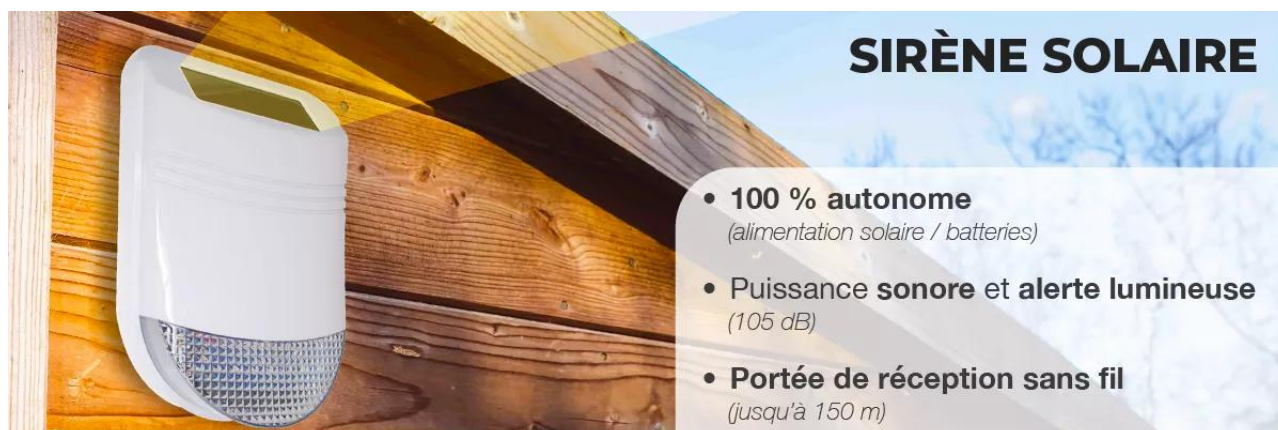 SIRÈNE SOLAIRE
• 100 % autonome
(alimentation solaire / batteries)
• Puissance sonore et alerte lumineuse
(105 dB)
• Portée de réception sans fil
(jusqu'à 150 m)